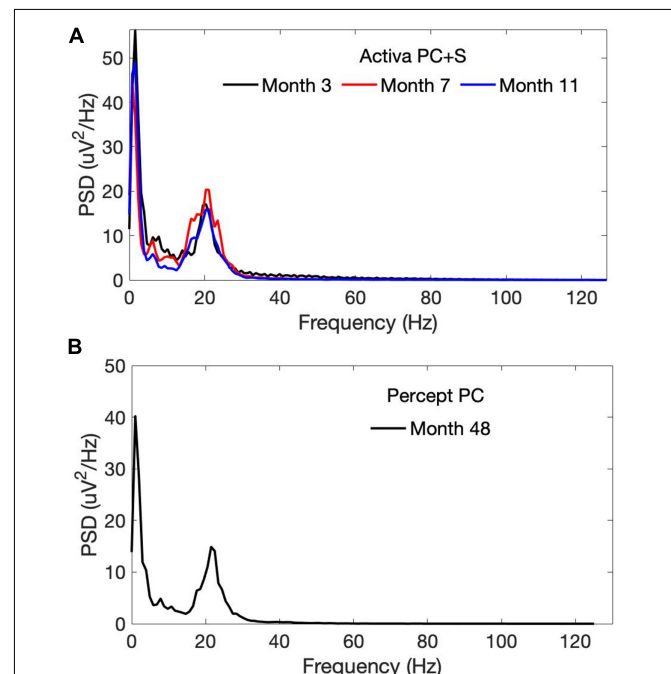 A
Activa PC+S
Month 3 Month 7 Month 11
PSD (uV²/Hz)
50
40
30
20
10
0
0 20 40 60 80 100 120
Frequency (Hz)
B
Percept PC
Month 48
PSD (uV²/Hz)
50
40
30
20
10
0
0 20 40 60 80 100 120
Frequency (Hz)